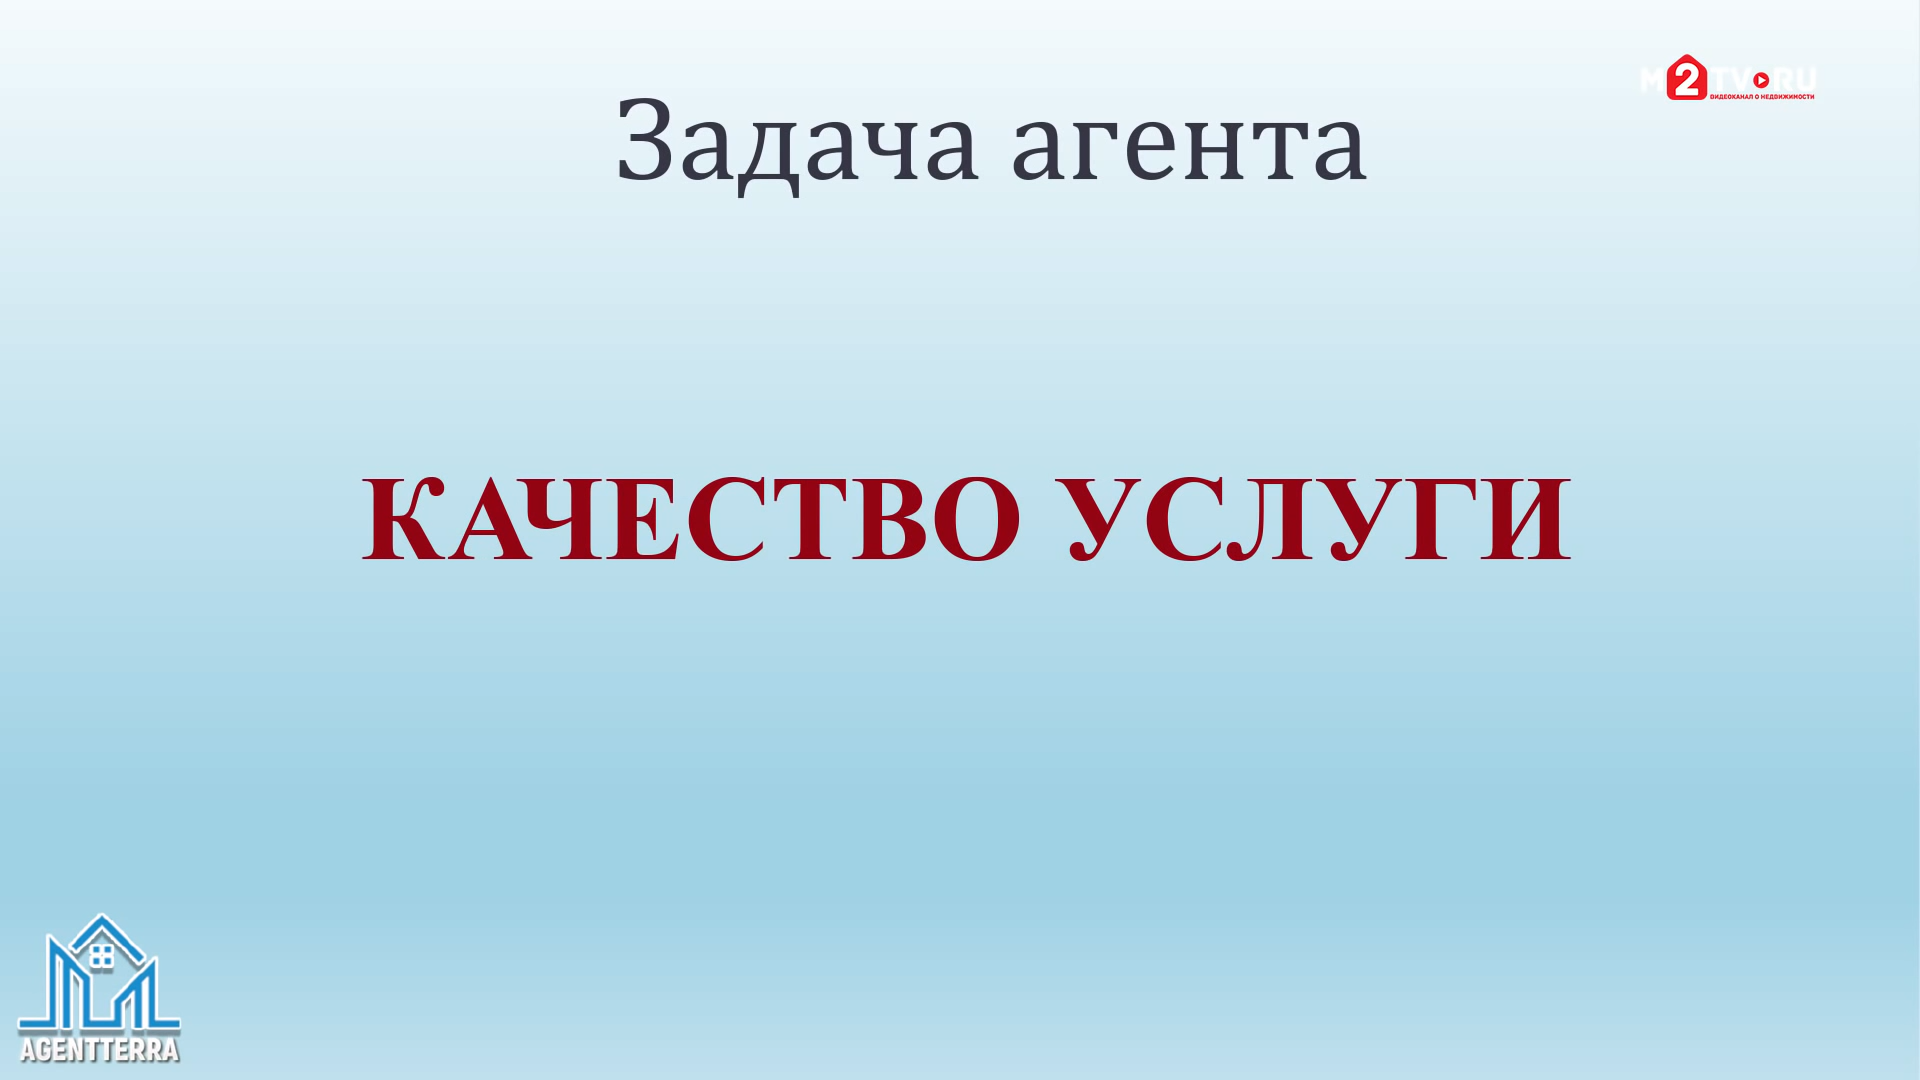 M2TV.RU
ВИДЕОКАНАЛ О НЕДВИЖИМОСТИ
Задача агента
КАЧЕСТВО УСЛУГИ
AGENTTERRA